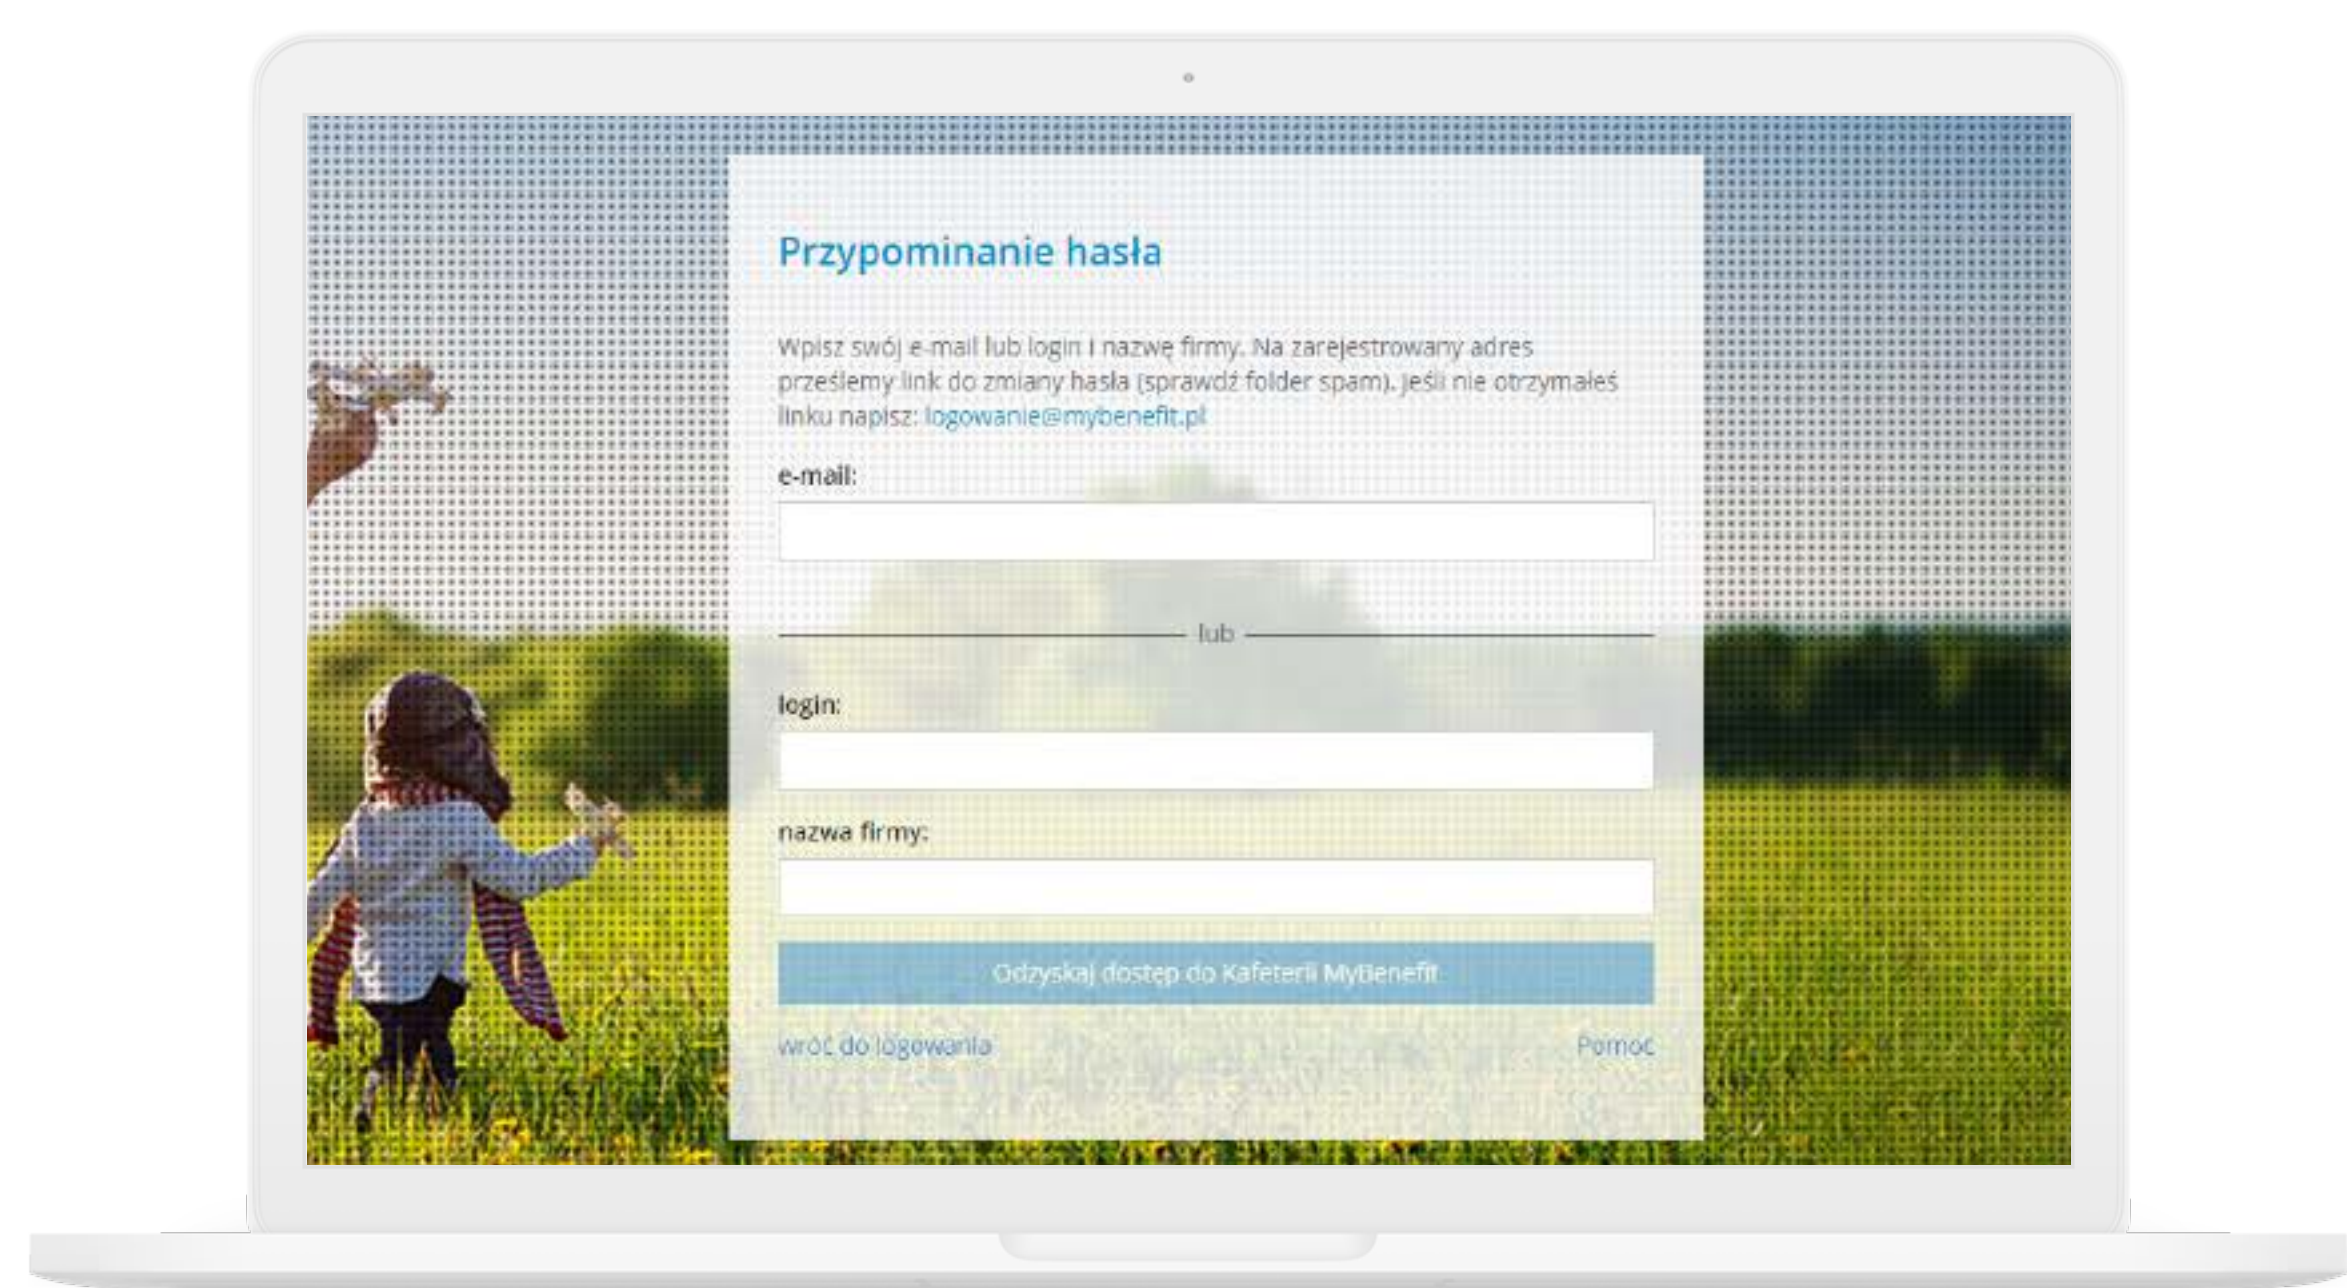 Przypominanie hasła
Wpisz swój e-mail lub login i nazwę firmy. Na zarejestrowany adres
prześlemy link do zmiany hasła (sprawdź folder spam). Jeśli nie otrzymałeś
linku napisz: logowanie@mybenefit.pl
e-mail:
lub
login:
nazwa firmy:
Odzyskaj dostęp do Kafeterii MyBenefit
wróć do logowania
Pomoc